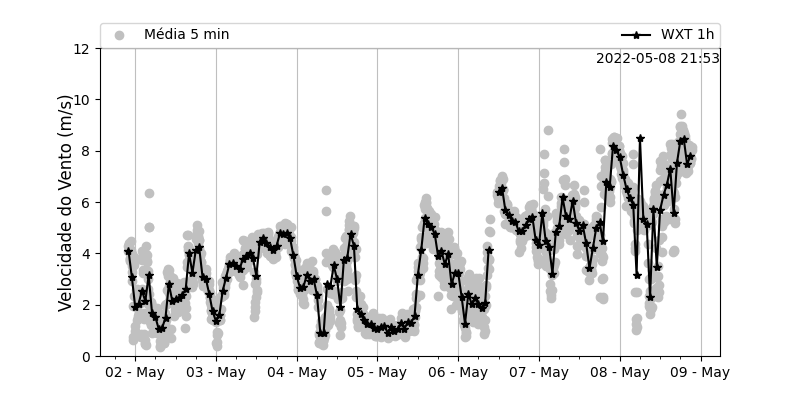 Média 5 min
WXT 1h
2022-05-08 21:53
Velocidade do Vento (m/s)
12
10
8
6
4
2
0
02 - May
03 - May
04 - May
05 - May
06 - May
07 - May
08 - May
09 - May